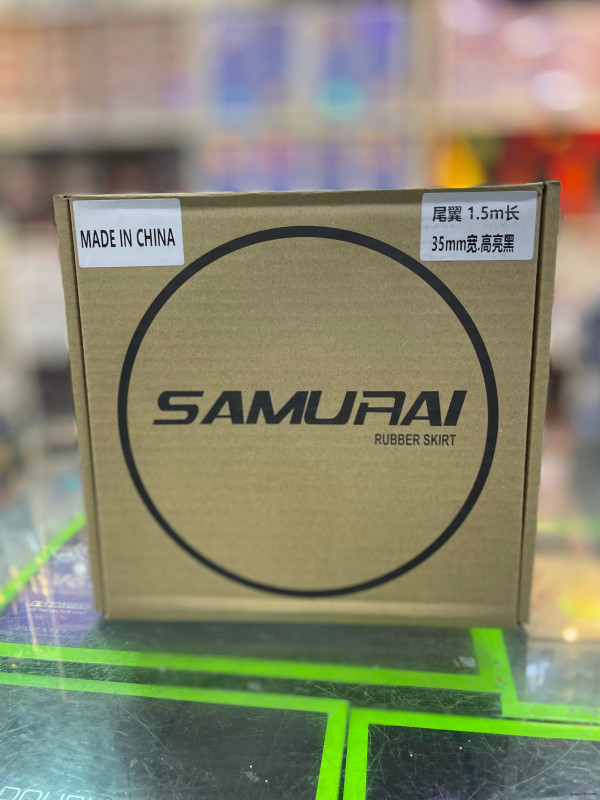 MADE IN CHINA
尾翼 1.5m长
35mm宽.高亮黑
SAMURAI
RUBBER SKIRT